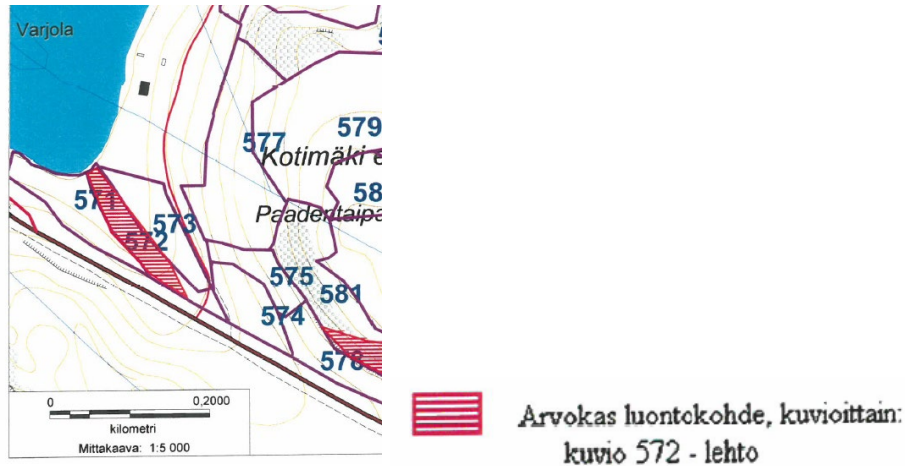 Varjola
579
577
Kotimäki e
58
571
573
Paadentaipa
572
575
581
574
578
0
0,2000
kilometri
Mittakaava: 1:5 000
Arvokas luontokohde, kuvioittain:
kuvio 572 - lehto